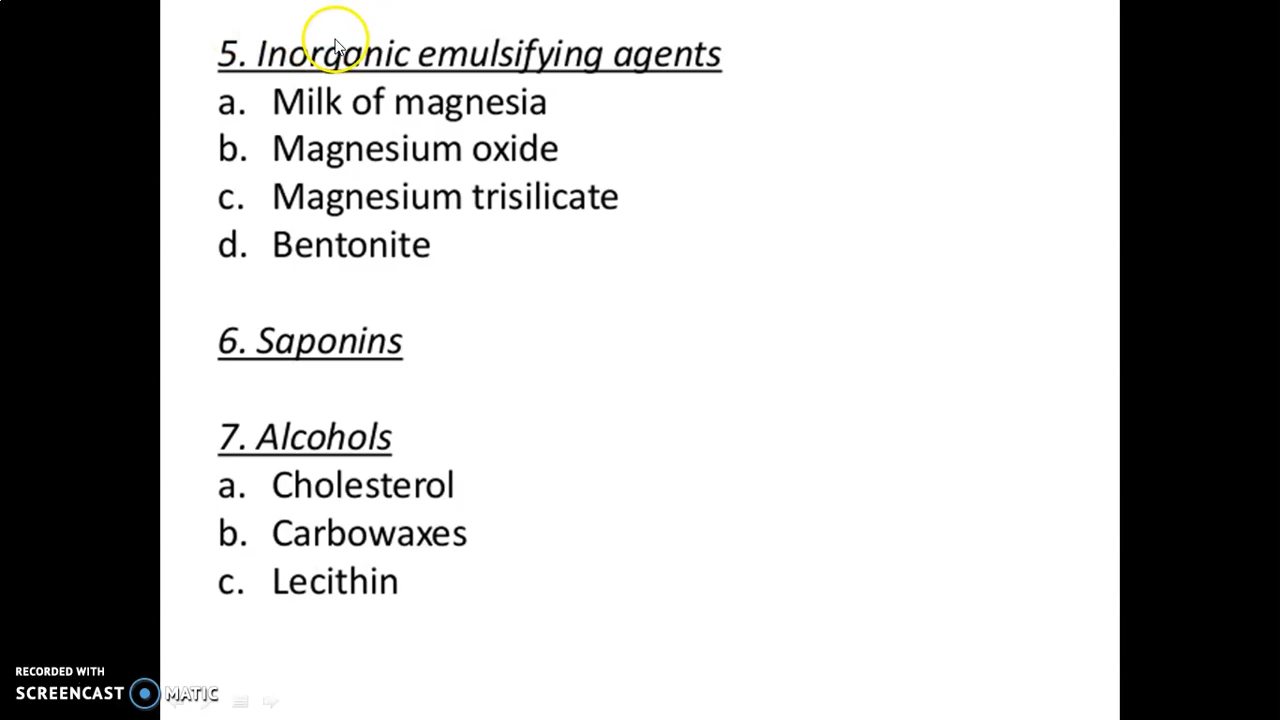 5. Inorganic emulsifying agents
a. Milk of magnesia
b. Magnesium oxide
c. Magnesium trisilicate
d. Bentonite
6. Saponins
7. Alcohols
a. Cholesterol
b. Carbowaxes
c. Lecithin
RECORDED WITH
SCREENCAST MATIC